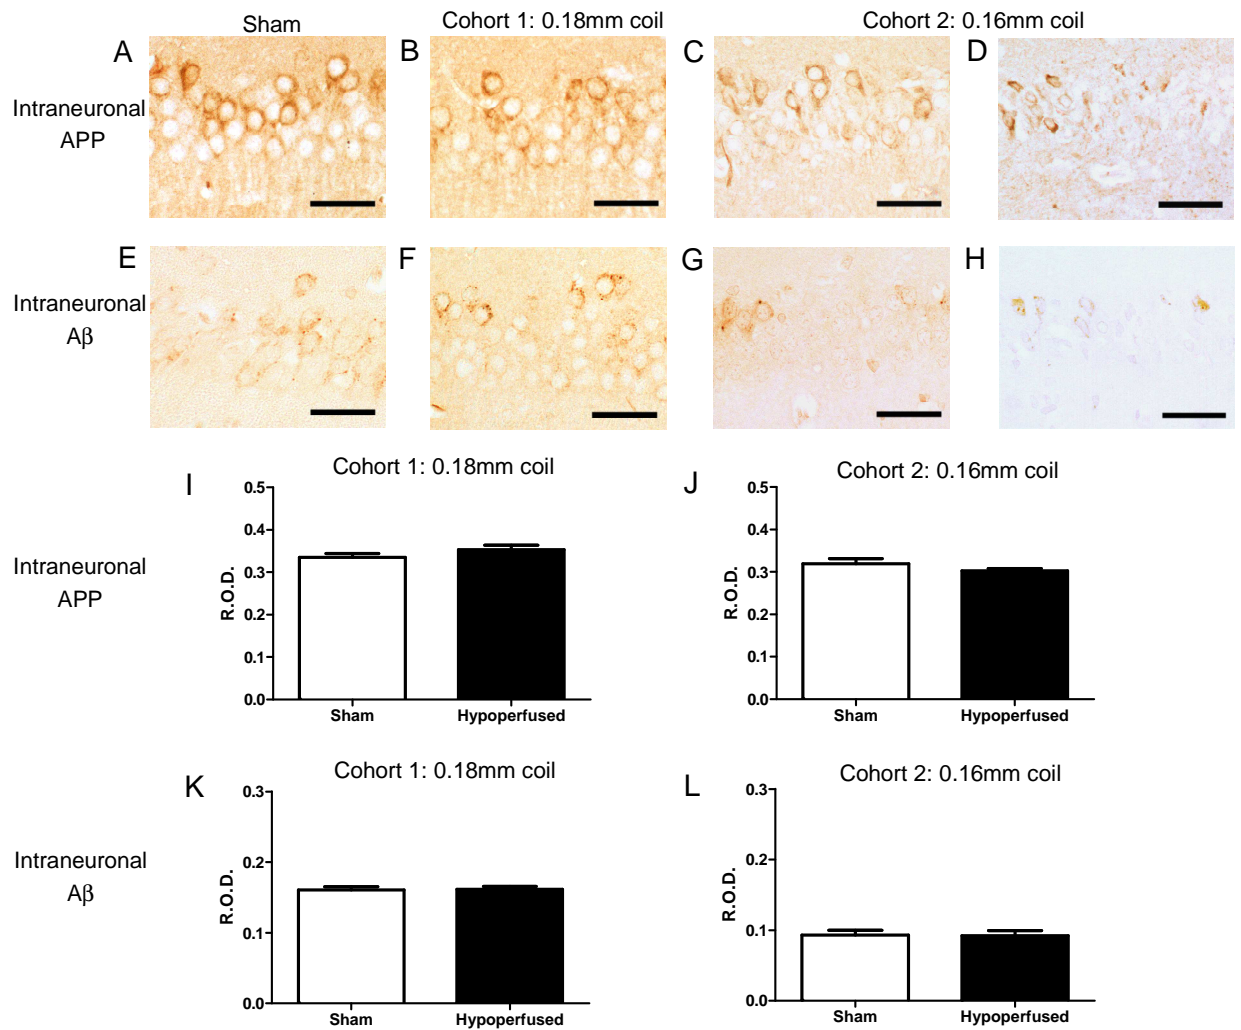 Sham
Cohort 1: 0.18mm coil
Cohort 2: 0.16mm coil
A
B
C
D
Intraneuronal
APP
E
F
G
H
Intraneuronal
Aβ
I
Cohort 1: 0.18mm coil
J
Cohort 2: 0.16mm coil
Intraneuronal
APP
R.O.D.
0.5
0.4
0.3
0.2
0.1
0.0
Sham
Hypoperfused
R.O.D.
0.5
0.4
0.3
0.2
0.1
0.0
Sham
Hypoperfused
K
Cohort 1: 0.18mm coil
L
Cohort 2: 0.16mm coil
Intraneuronal
Aβ
R.O.D.
0.3
0.2
0.1
0.0
Sham
Hypoperfused
R.O.D.
0.3
0.2
0.1
0.0
Sham
Hypoperfused